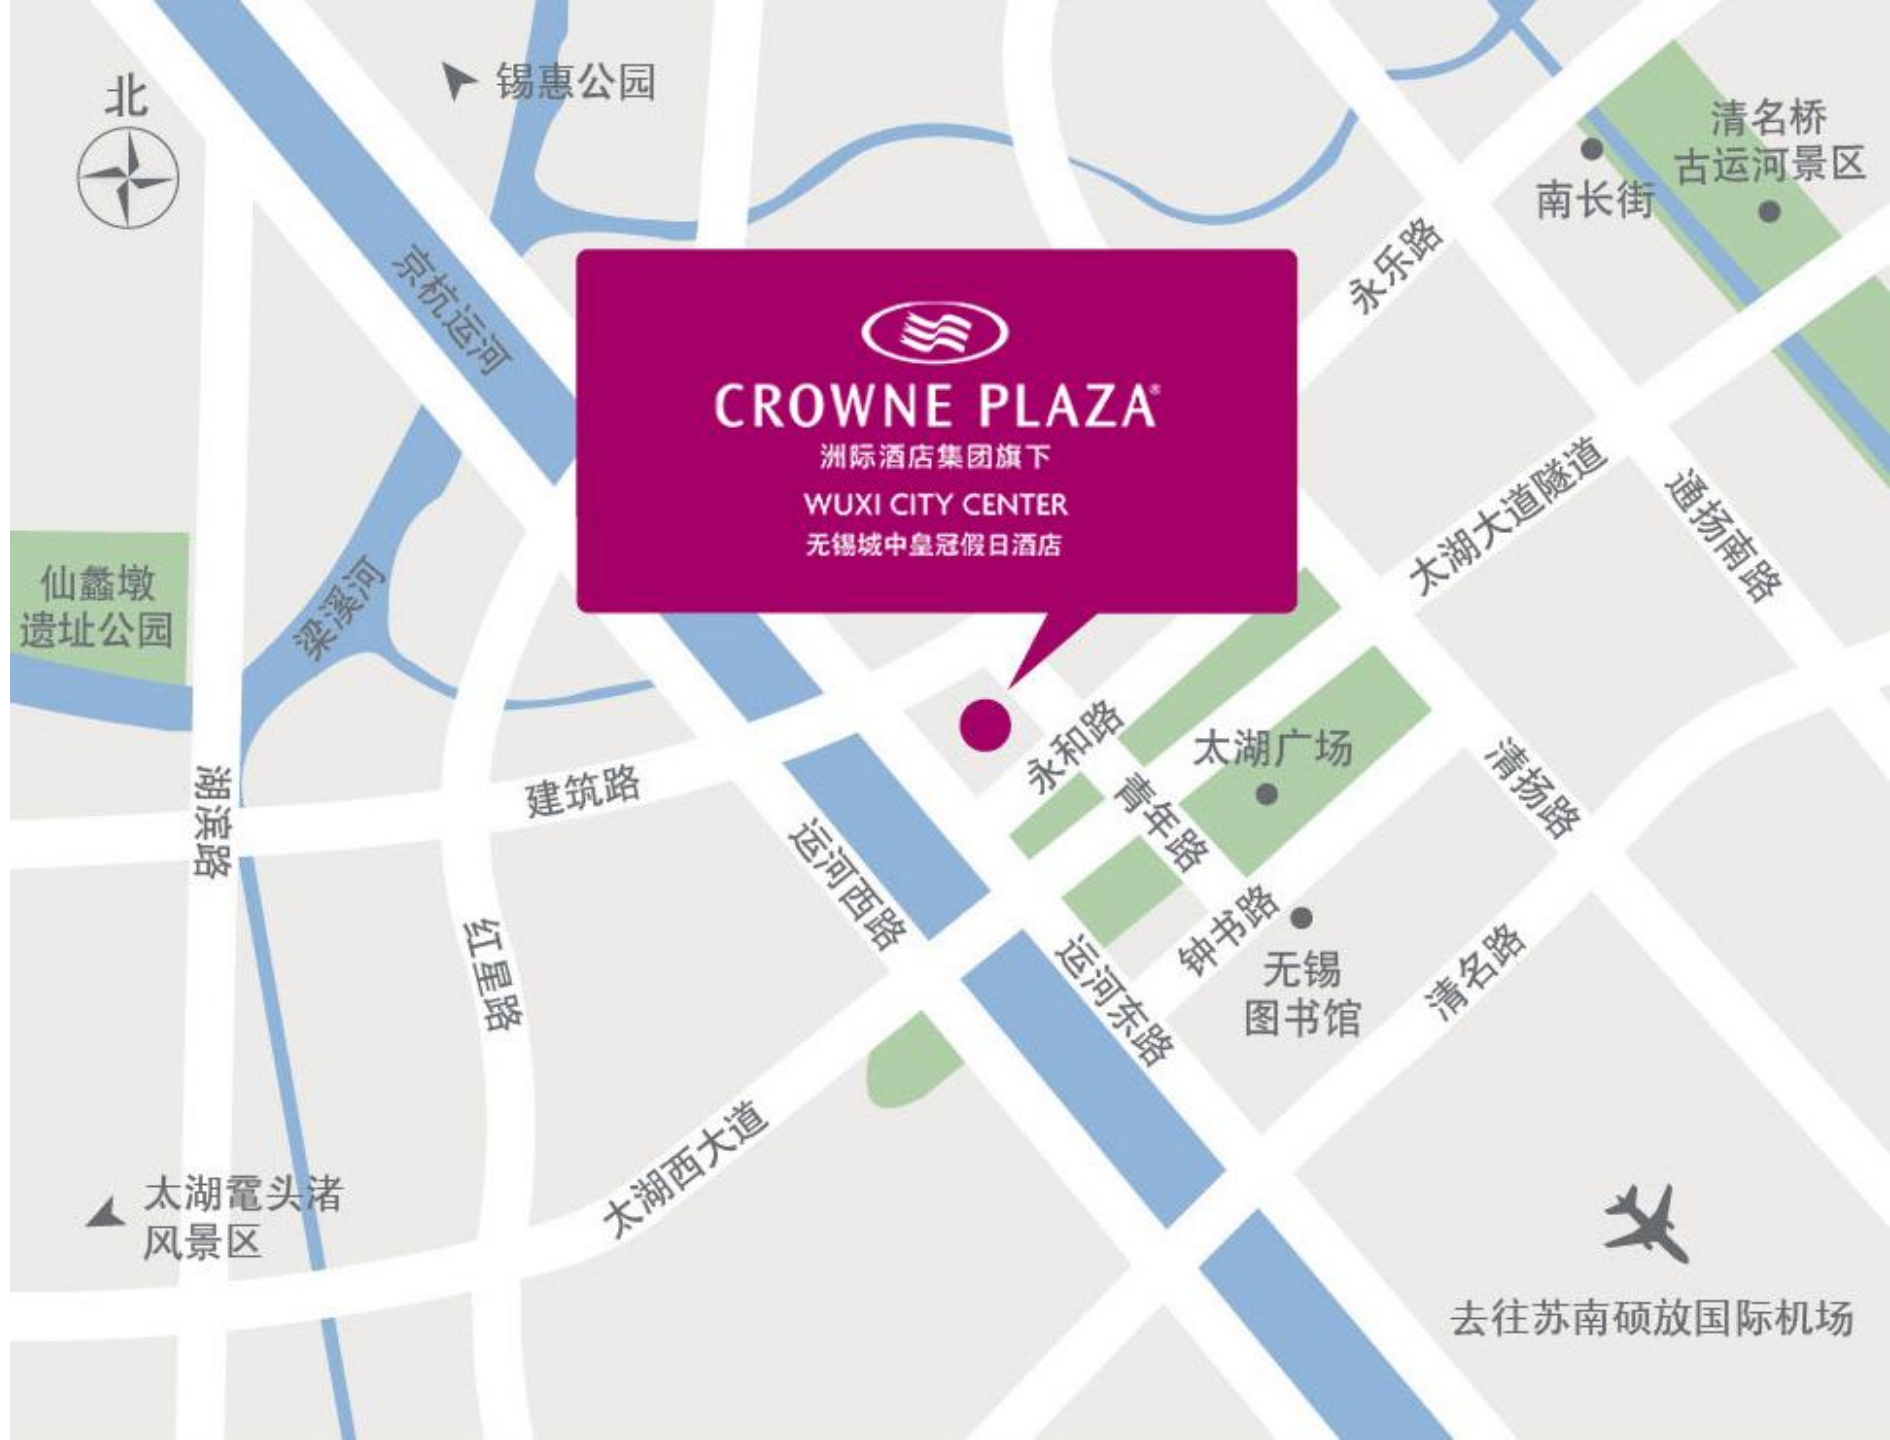 北
锡惠公园
清名桥
古运河景区
南长街
永乐路
京杭运河
CROWNE PLAZA®
洲际酒店集团旗下
WUXI CITY CENTER
无锡城中皇冠假日酒店
太湖大道隧道
通扬南路
仙蠡墩
遗址公园
梁溪河
永和路
太湖广场
青年路
清扬路
建筑路
湖滨路
运河西路
钟书路
无锡
图书馆
清名路
红星路
运河东路
太湖西大道
太湖鼋头渚
风景区
去往苏南硕放国际机场